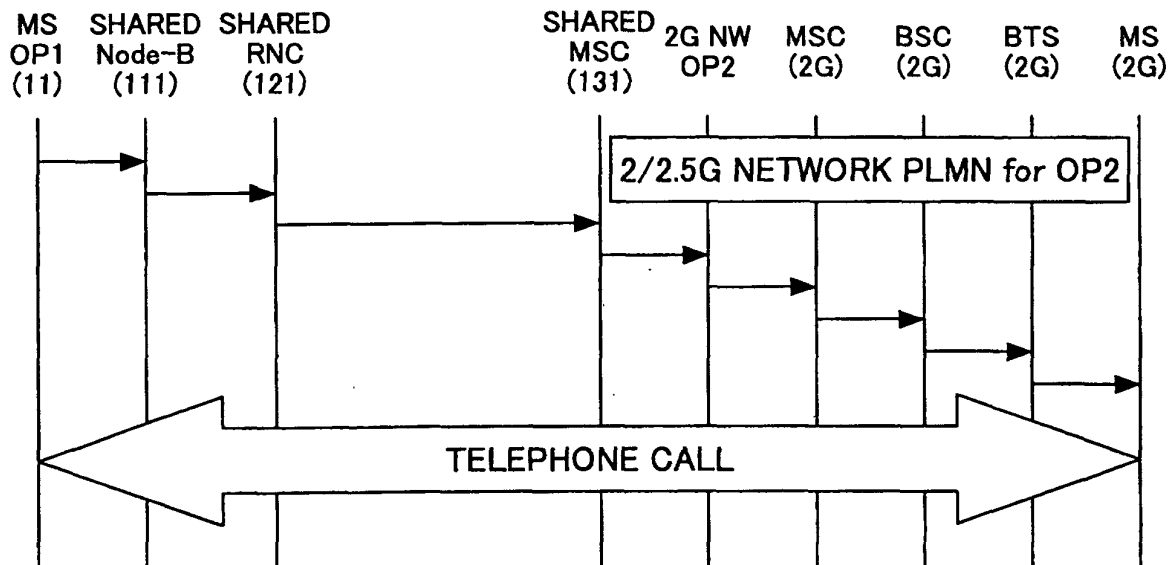 MS
OP1
(11)
SHARED
Node-B
(111)
SHARED
RNC
(121)
SHARED
MSC
(131)
2G NW
OP2
MSC
(2G)
BSC
(2G)
BTS
(2G)
MS
(2G)
2/2.5G NETWORK PLMN for OP2
TELEPHONE CALL